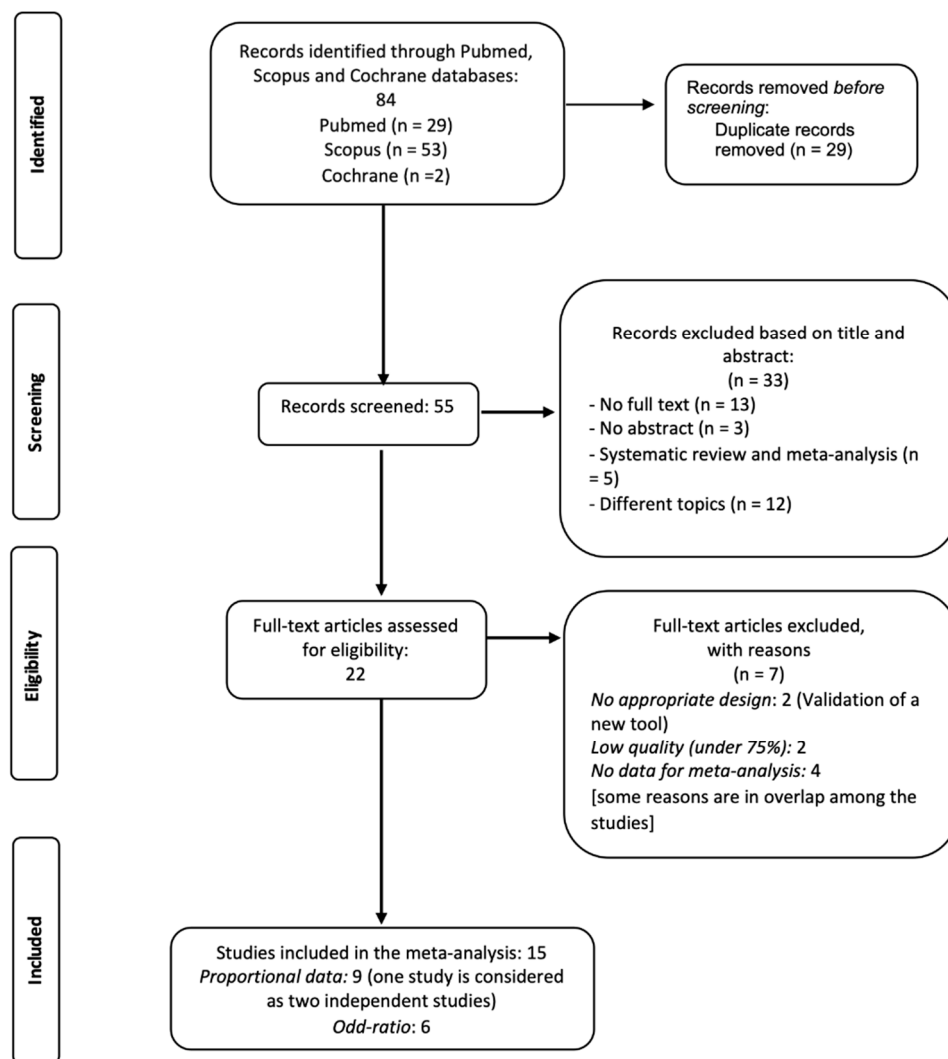 Identified
Records identified through Pubmed,
Scopus and Cochrane databases:
84
Pubmed (n = 29)
Scopus (n = 53)
Cochrane (n =2)
Records removed before
screening:
Duplicate records
removed (n = 29)
Screening
Records screened: 55
Records excluded based on title and
abstract:
(n = 33)
- No full text (n = 13)
- No abstract (n = 3)
- Systematic review and meta-analysis (n
= 5)
- Different topics (n = 12)
Eligibility
Full-text articles assessed
for eligibility:
22
Full-text articles excluded,
with reasons
(n = 7)
No appropriate design: 2 (Validation of a
new tool)
Low quality (under 75%): 2
No data for meta-analysis: 4
[some reasons are in overlap among the
studies]
Included
Studies included in the meta-analysis: 15
Proportional data: 9 (one study is considered
as two independent studies)
Odd-ratio: 6